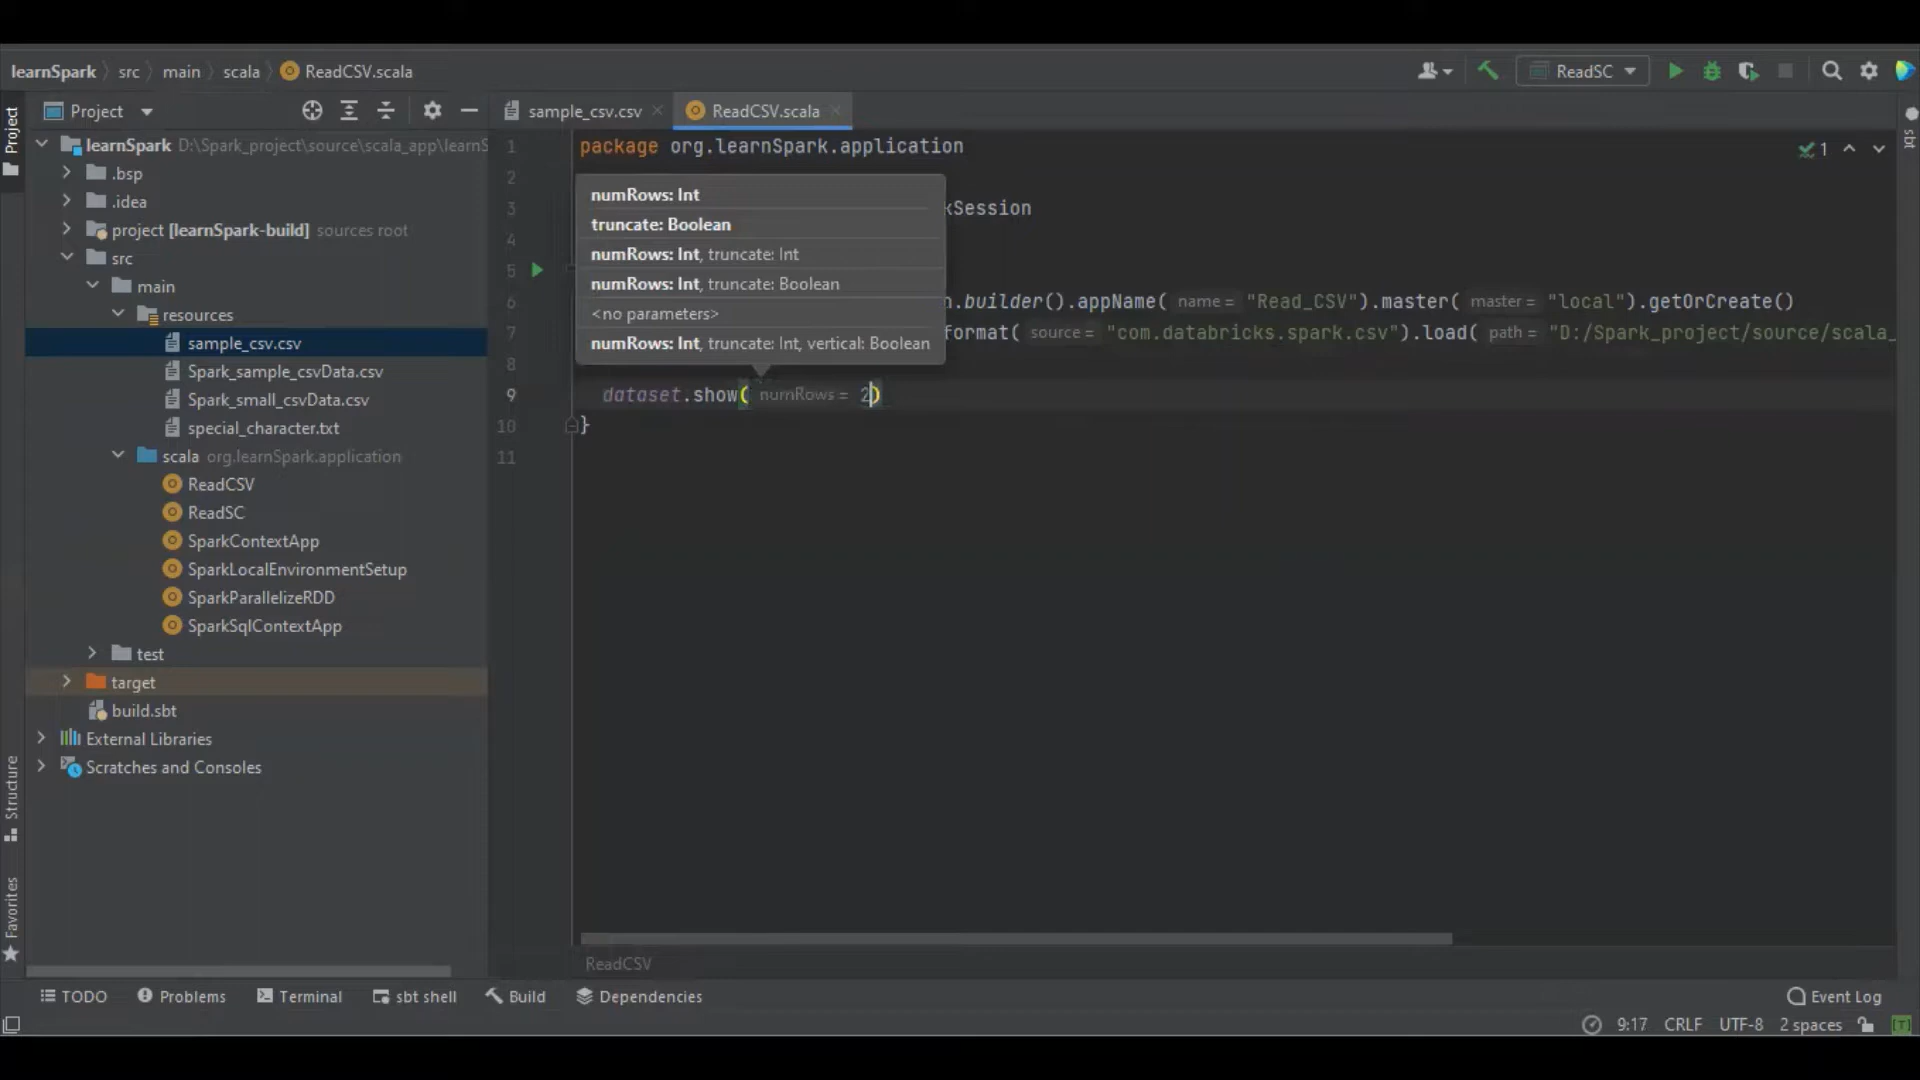 learnSpark src main scala ReadCSV.scala
ReadSC
Project
learnSpark D:\Spark_project\source\scala_app\learnS
.bsp
.idea
project [learnSpark-build] sources root
src
main
resources
sample_csv.csv
Spark_sample_csvData.csv
Spark_small_csvData.csv
special_character.txt
scala org.learnSpark.application
ReadCSV
ReadSC
SparkContextApp
SparkLocalEnvironmentSetup
SparkParallelizeRDD
SparkSqlContextApp
test
target
build.sbt
External Libraries
Scratches and Consoles
Project
Structure
Favorites
sample_csv.csv ReadCSV.scala
1 package org.learnSpark.application
2
3 kSession
4
5
6 n.builder().appName( name = "Read_CSV").master( master = "local").getOrCreate()
7 format( source = "com.databricks.spark.csv").load( path = "D:/Spark_project/source/scala_
8
9 dataset.show( numRows = 2)
10 }
11
numRows: Int
truncate: Boolean
numRows: Int, truncate: Int
numRows: Int, truncate: Boolean
<no parameters>
numRows: Int, truncate: Int, vertical: Boolean
1
sbt
ReadCSV
TODO Problems Terminal sbt shell Build Dependencies Event Log
9:17 CRLF UTF-8 2 spaces [T]